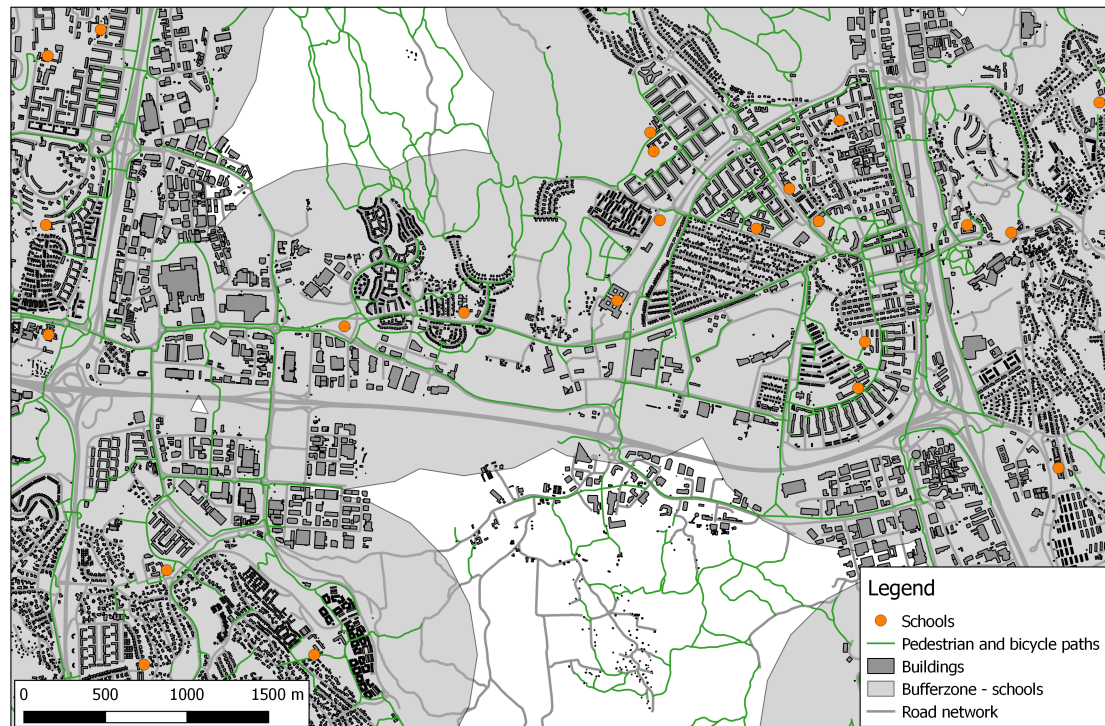 Legend
Schools
Pedestrian and bicycle paths
Buildings
Bufferzone - schools
Road network
0 500 1000 1500 m